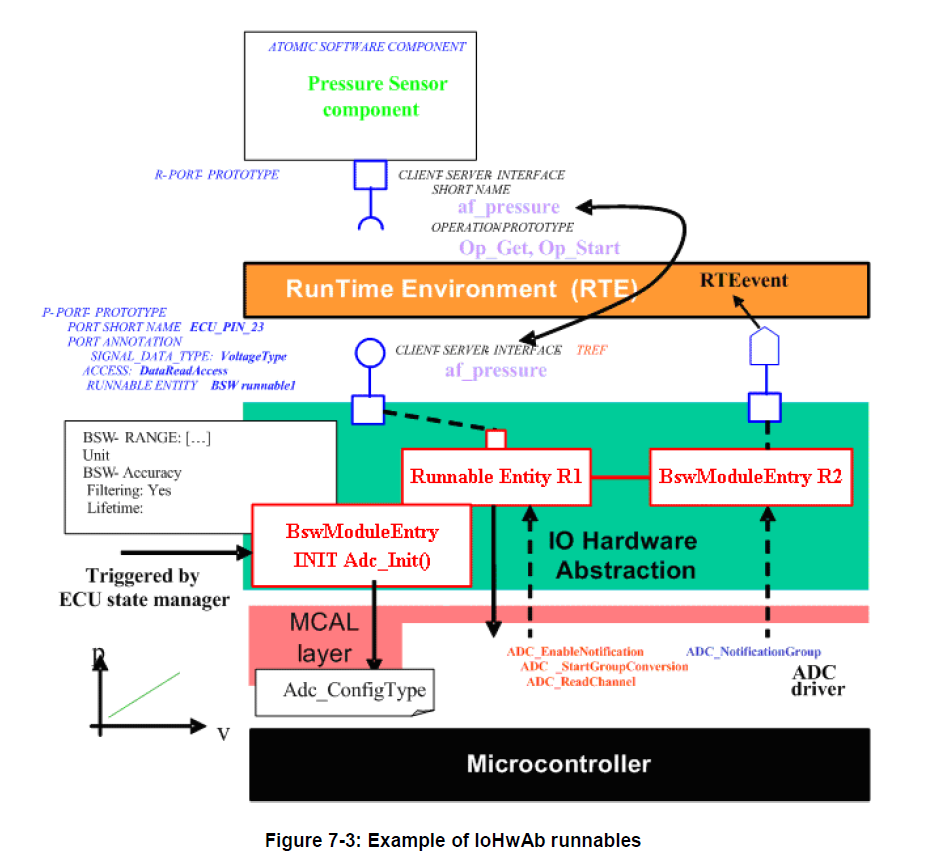 ATOMIC SOFTWARE COMPONENT
Pressure Sensor
component
R-PORT- PROTOTYPE
CLIENT-SERVER-INTERFACE
SHORT NAME
af_pressure
OPERATIONPROTOTYPE
Op_Get, Op_Start
RunTime Environment (RTE)
RTEevent
P-PORT-PROTOTYPE
PORT SHORT NAME ECU_PIN_23
PORT ANNOTATION
SIGNAL_DATA_TYPE: VoltageType
ACCESS: DataReadAccess
RUNNABLE ENTITY BSW runnable1
CLIENT-SERVER-INTERFACE TREF
af_pressure
BSW- RANGE: […]
Unit
BSW-Accuracy
Filtering: Yes
Lifetime:
Runnable Entity R1
BswModuleEntry R2
BswModuleEntry
INIT Adc_Init()
IO Hardware
Abstraction
Triggered by
ECU state manager
MCAL
layer
ADC_EnableNotification
ADC _StartGroupConversion
ADC_ReadChannel
ADC_NotificationGroup
ADC
driver
Adc_ConfigType
p
v
Microcontroller
Figure 7-3: Example of IoHwAb runnables